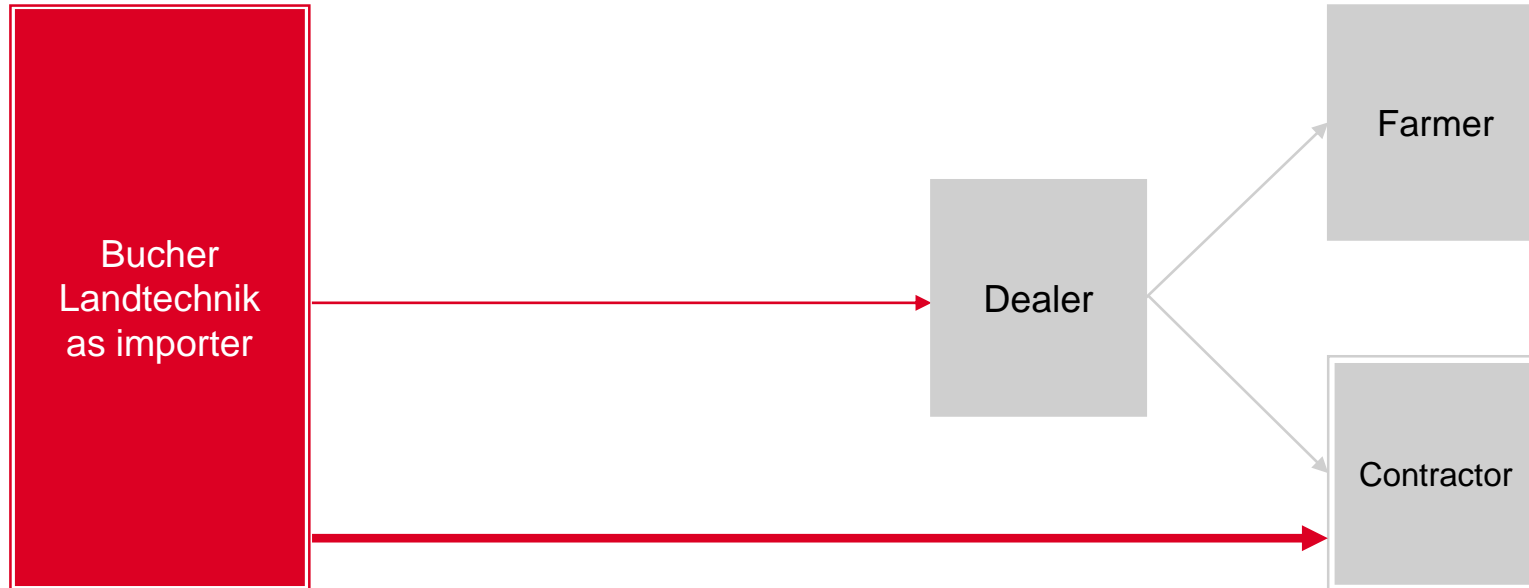 Bucher
Landtechnik
as importer
Dealer
Farmer
Contractor